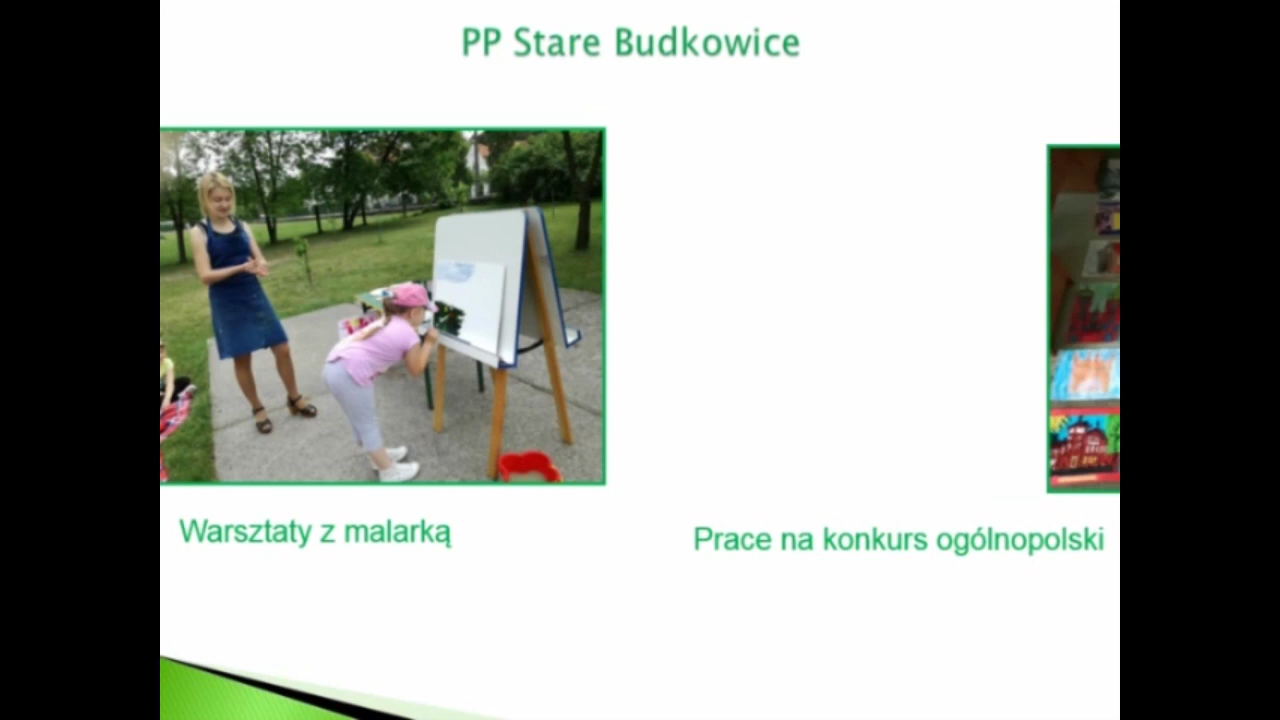 PP Stare Budkowice
Warsztaty z malarką
Prace na konkurs ogólnopolski